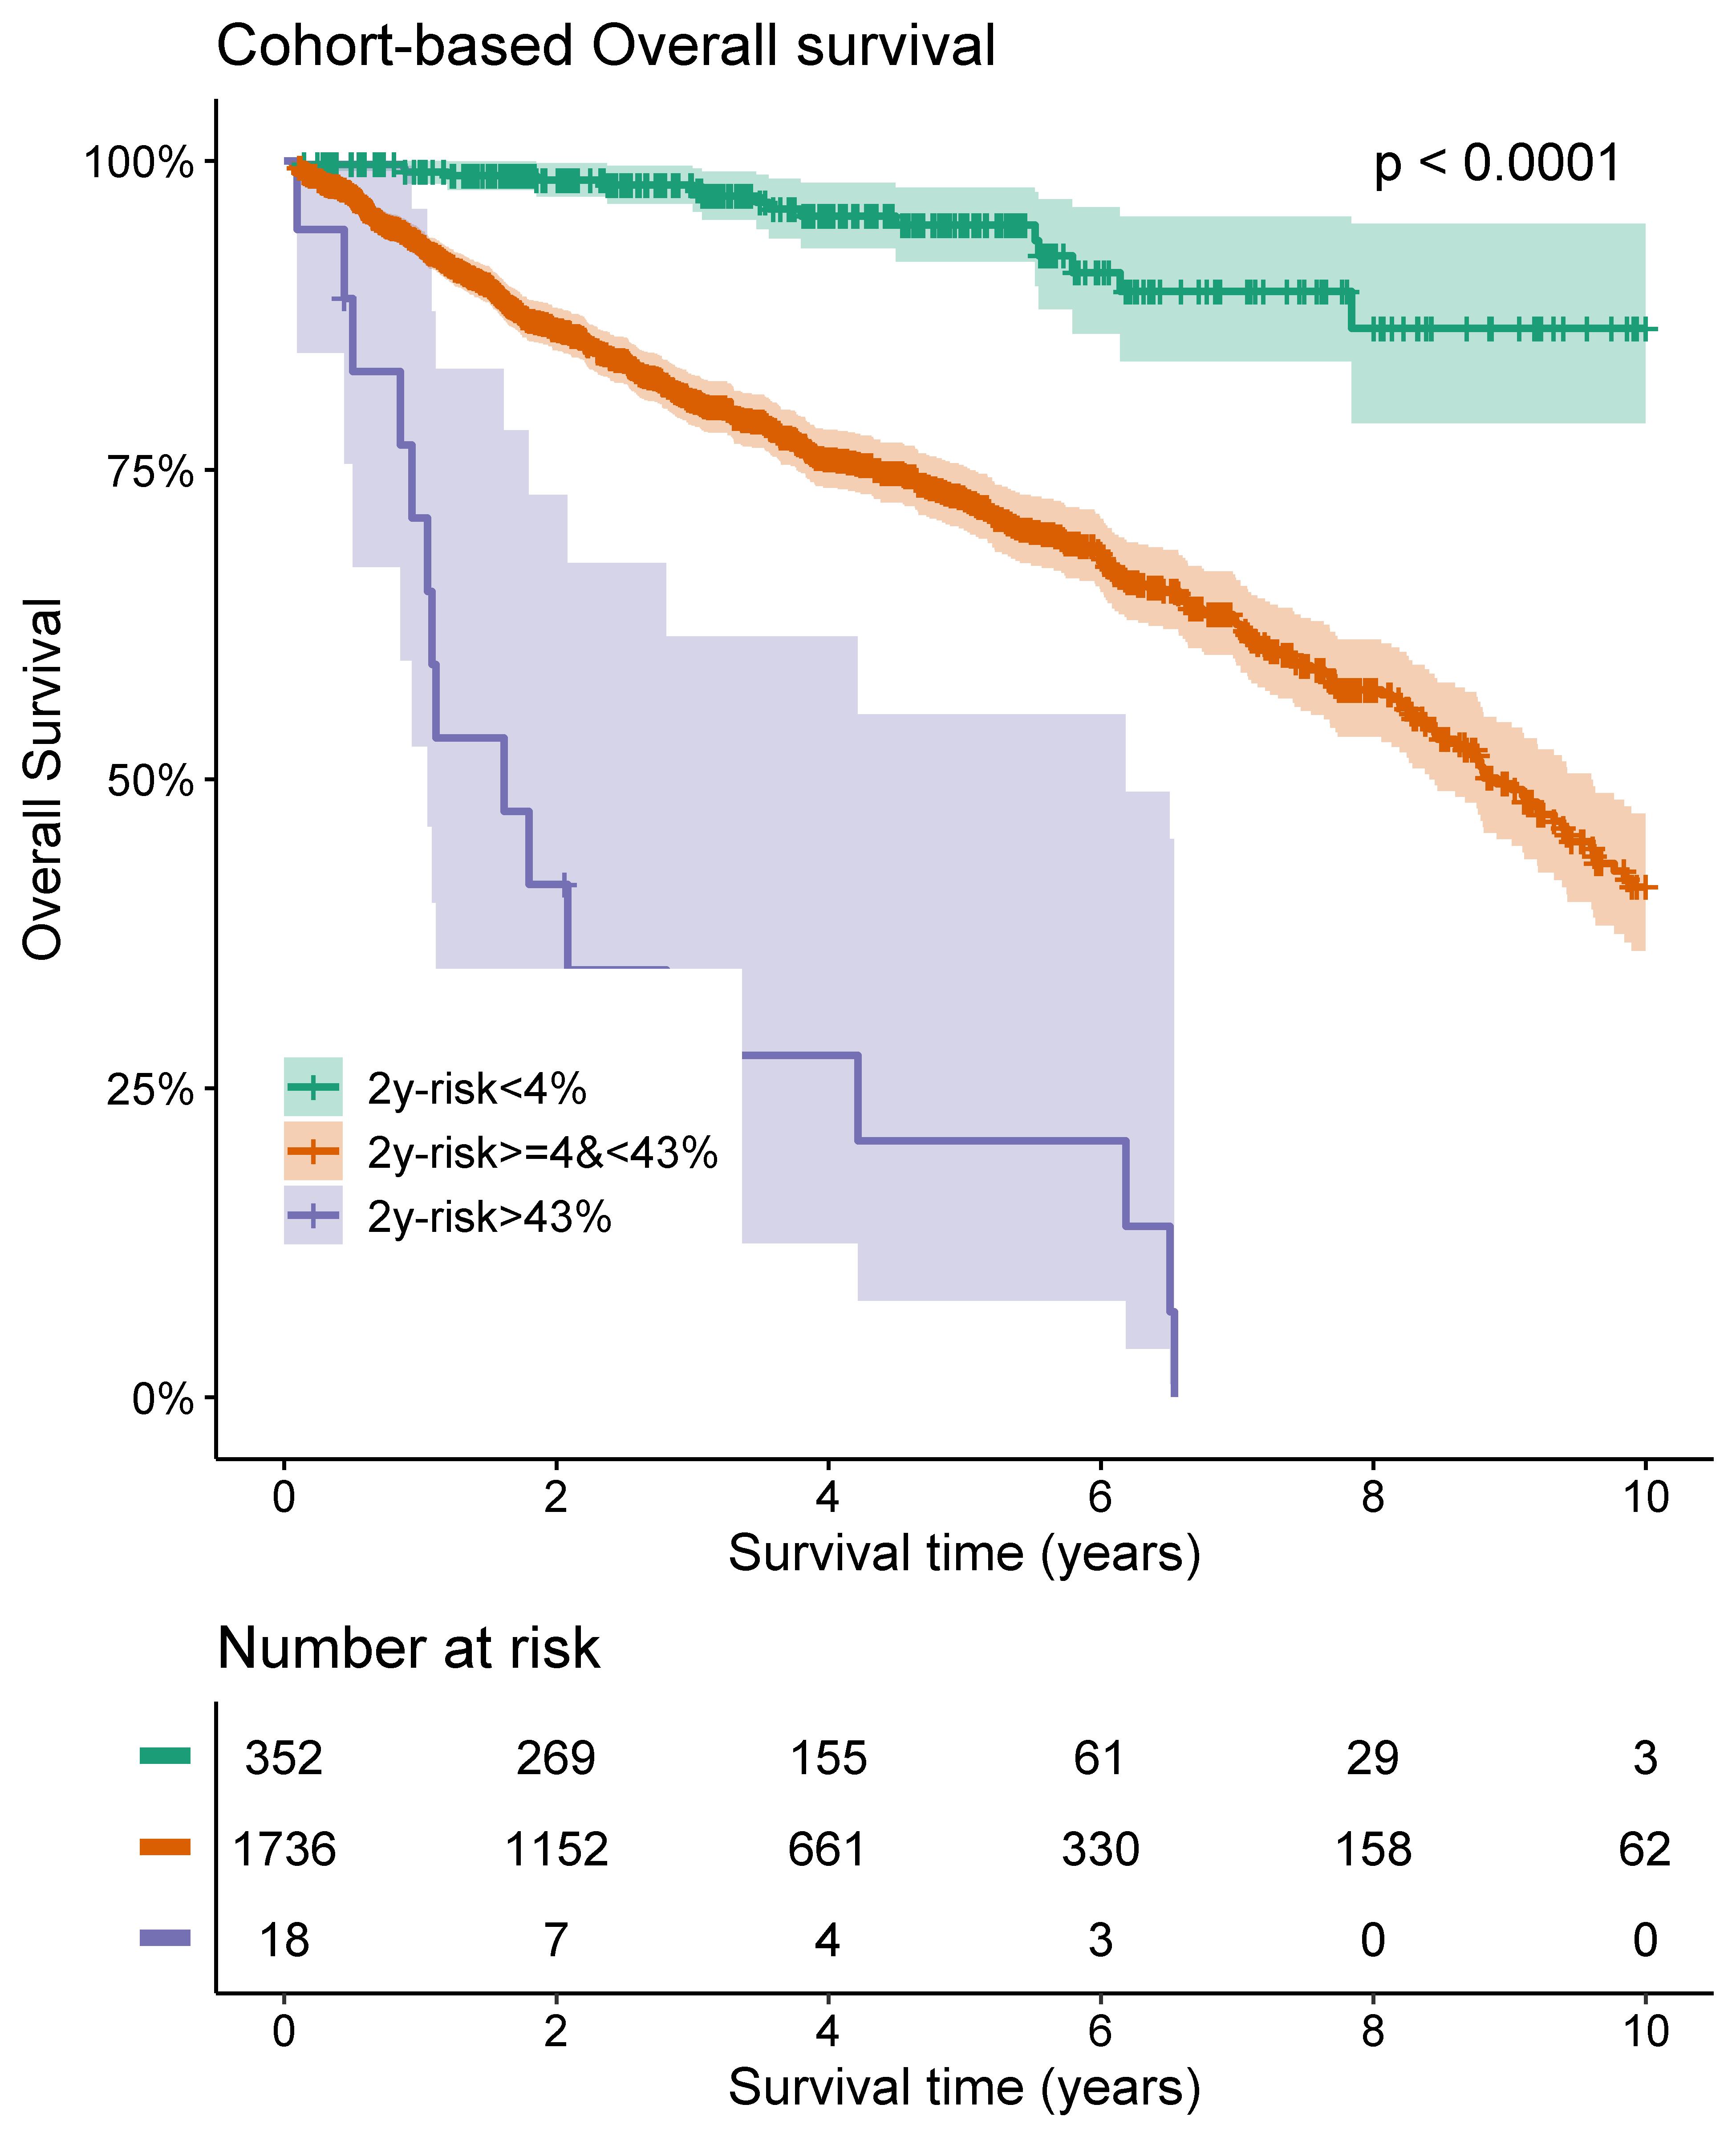 Cohort-based Overall survival
p < 0.0001
100%
75%
50%
25%
0%
Overall Survival
2y-risk<4%
2y-risk>=4&<43%
2y-risk>43%
0 2 4 6 8 10
Survival time (years)
Number at risk
352 269 155 61 29 3
1736 1152 661 330 158 62
18 7 4 3 0 0
0 2 4 6 8 10
Survival time (years)